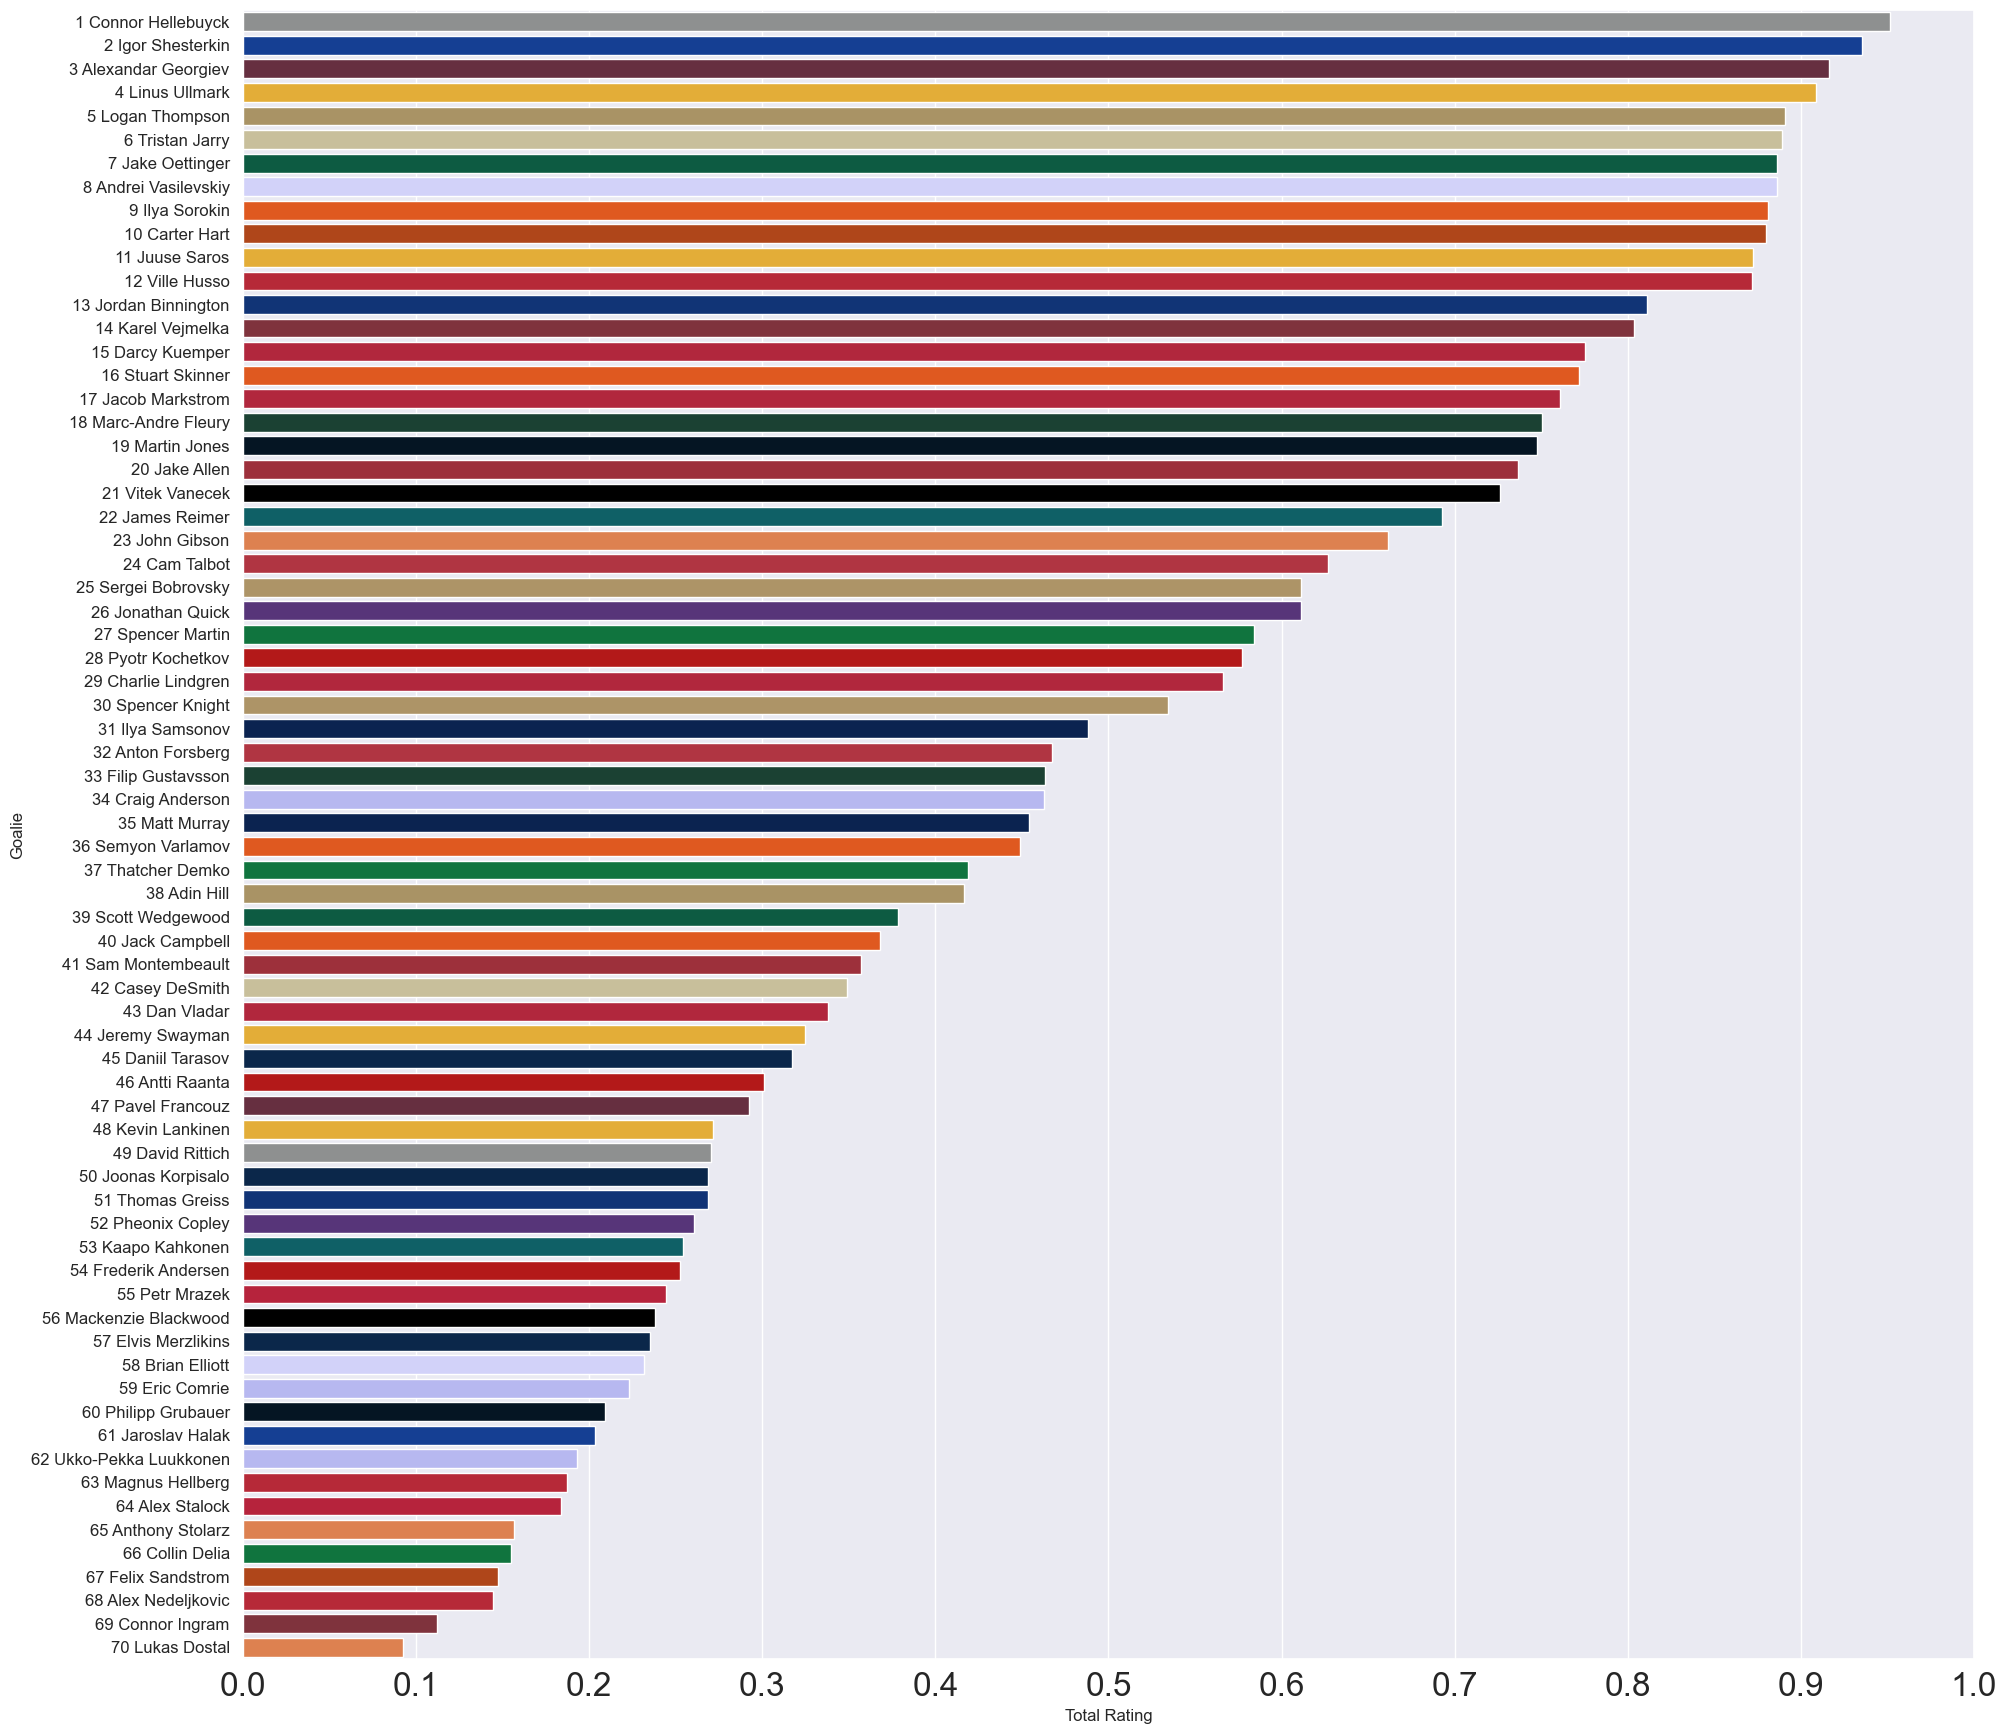 1 Connor Hellebuyck
2 Igor Shesterkin
3 Alexandar Georgiev
4 Linus Ullmark
5 Logan Thompson
6 Tristan Jarry
7 Jake Oettinger
8 Andrei Vasilevskiy
9 Ilya Sorokin
10 Carter Hart
11 Juuse Saros
12 Ville Husso
13 Jordan Binnington
14 Karel Vejmelka
15 Darcy Kuemper
16 Stuart Skinner
17 Jacob Markstrom
18 Marc-Andre Fleury
19 Martin Jones
20 Jake Allen
21 Vitek Vanecek
22 James Reimer
23 John Gibson
24 Cam Talbot
25 Sergei Bobrovsky
26 Jonathan Quick
27 Spencer Martin
28 Pyotr Kochetkov
29 Charlie Lindgren
30 Spencer Knight
31 Ilya Samsonov
32 Anton Forsberg
33 Filip Gustavsson
34 Craig Anderson
35 Matt Murray
36 Semyon Varlamov
37 Thatcher Demko
38 Adin Hill
39 Scott Wedgewood
40 Jack Campbell
41 Sam Montembeault
42 Casey DeSmith
43 Dan Vladar
44 Jeremy Swayman
45 Daniil Tarasov
46 Antti Raanta
47 Pavel Francouz
48 Kevin Lankinen
49 David Rittich
50 Joonas Korpisalo
51 Thomas Greiss
52 Pheonix Copley
53 Kaapo Kahkonen
54 Frederik Andersen
55 Petr Mrazek
56 Mackenzie Blackwood
57 Elvis Merzlikins
58 Brian Elliott
59 Eric Comrie
60 Philipp Grubauer
61 Jaroslav Halak
62 Ukko-Pekka Luukkonen
63 Magnus Hellberg
64 Alex Stalock
65 Anthony Stolarz
66 Collin Delia
67 Felix Sandstrom
68 Alex Nedeljkovic
69 Connor Ingram
70 Lukas Dostal
Goalie
0.0 0.1 0.2 0.3 0.4 0.5 0.6 0.7 0.8 0.9 1.0
Total Rating